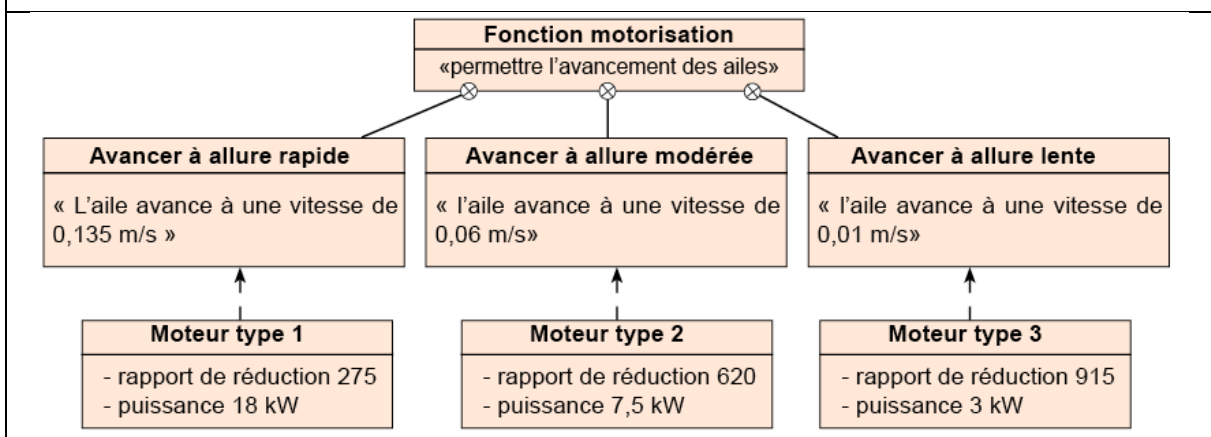 Fonction motorisation
«permettre l'avancement des ailes»
Avancer à allure rapide
« L'aile avance à une vitesse de
0,135 m/s »
Avancer à allure modérée
« l'aile avance à une vitesse de
0,06 m/s»
Avancer à allure lente
« l'aile avance à une vitesse de
0,01 m/s»
Moteur type 1
- rapport de réduction 275
- puissance 18 kW
Moteur type 2
- rapport de réduction 620
- puissance 7,5 kW
Moteur type 3
- rapport de réduction 915
- puissance 3 kW